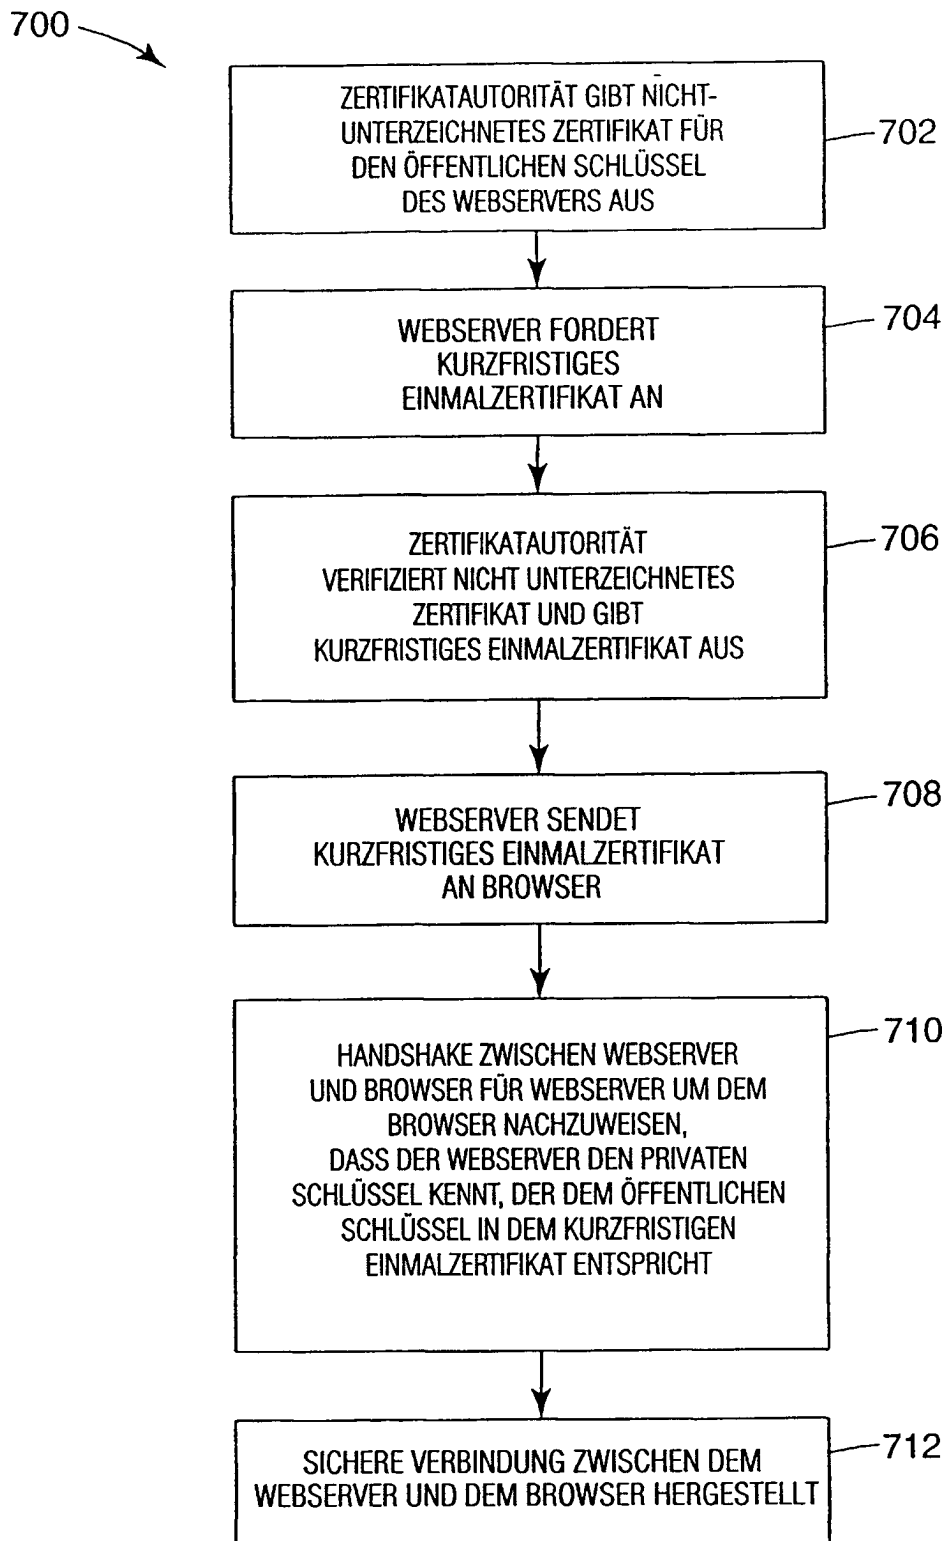 700
ZERTIFIKATAUTORITÄT GIBT NICHT-
UNTERZEICHNETES ZERTIFIKAT FÜR
DEN ÖFFENTLICHEN SCHLÜSSEL
DES WEBSERVERS AUS
702
WEBSERVER FORDERT
KURZFRISTIGES
EINMALZERTIFIKAT AN
704
ZERTIFIKATAUTORITÄT
VERIFIZIERT NICHT UNTERZEICHNETES
ZERTIFIKAT UND GIBT
KURZFRISTIGES EINMALZERTIFIKAT AUS
706
WEBSERVER SENDET
KURZFRISTIGES EINMALZERTIFIKAT
AN BROWSER
708
HANDSHAKE ZWISCHEN WEBSERVER
UND BROWSER FÜR WEBSERVER UM DEM
BROWSER NACHZUWEISEN,
DASS DER WEBSERVER DEN PRIVATEN
SCHLÜSSEL KENNT, DER DEM ÖFFENTLICHEN
SCHLÜSSEL IN DEM KURZFRISTIGEN
EINMALZERTIFIKAT ENTSPRICHT
710
SICHERE VERBINDUNG ZWISCHEN DEM
WEBSERVER UND DEM BROWSER HERGESTELLT
712